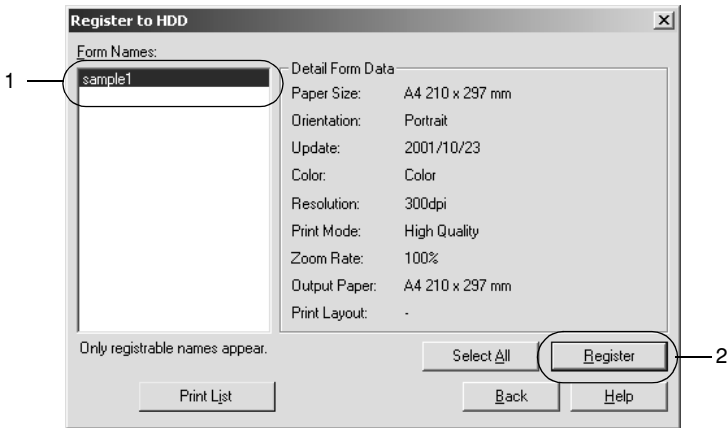 Register to HDD
Form Names:
1
sample1
Detail Form Data
Paper Size: A4 210 x 297 mm
Orientation: Portrait
Update: 2001/10/23
Color: Color
Resolution: 300dpi
Print Mode: High Quality
Zoom Rate: 100%
Output Paper: A4 210 x 297 mm
Print Layout: -
Only registrable names appear.
Select All
Register
2
Print List
Back
Help